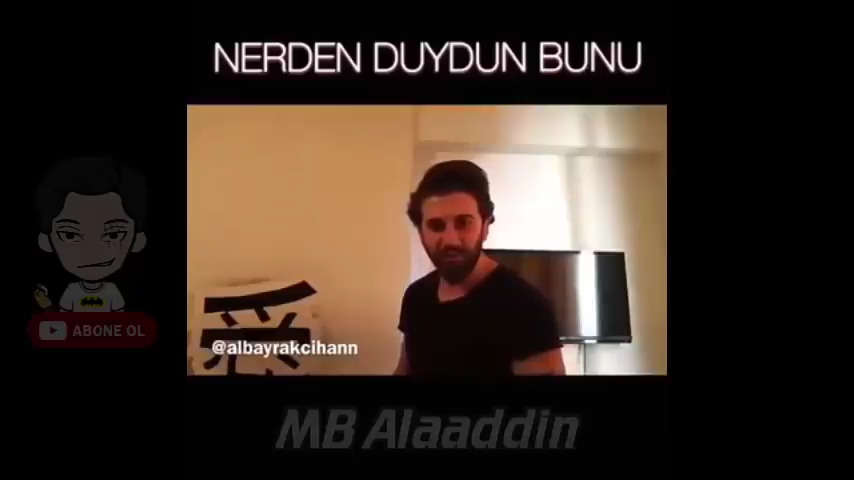 NERDEN DUYDUN BUNU
@albayrakcihann
ABONE OL
MB Alaaddin